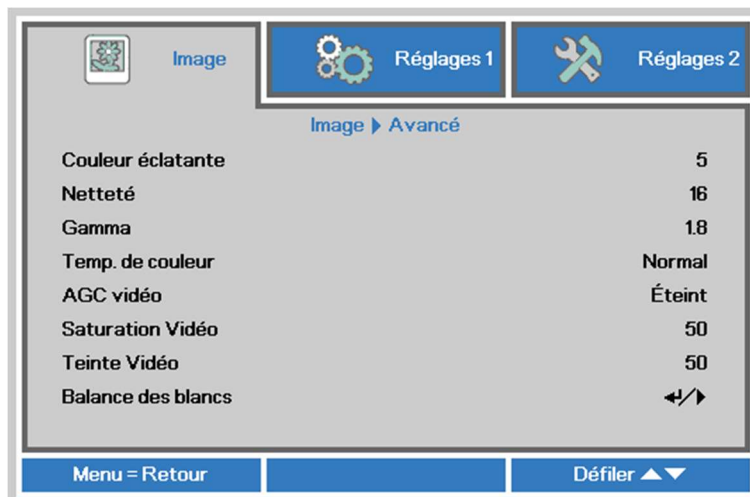 Image
Réglages 1
Réglages 2
Image ▶ Avancé
Couleur éclatante 5
Netteté 16
Gamma 1.8
Temp. de couleur Normal
AGC vidéo Éteint
Saturation Vidéo 50
Teinte Vidéo 50
Balance des blancs ↵/▶
Menu = Retour
Défiler ▲▼